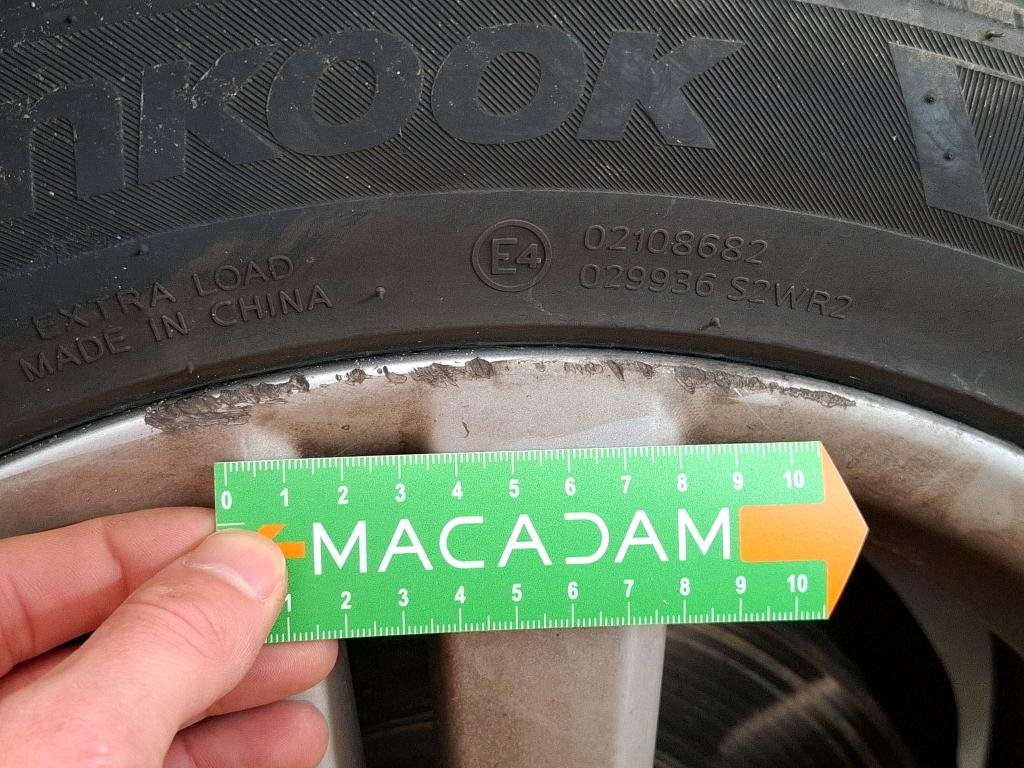 nKOOK
EXTRA LOAD
MADE IN CHINA
E4
02108682
029936 S2WR2
0 1 2 3 4 5 6 7 8 9 10
MACADAM
1 2 3 4 5 6 7 8 9 10